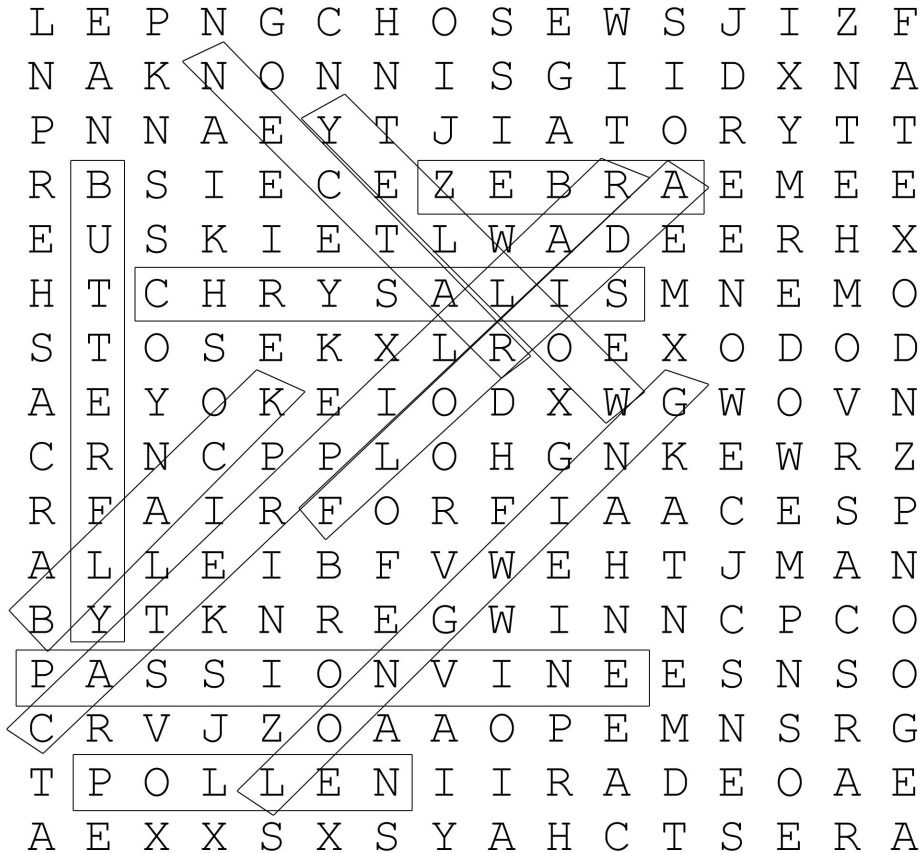 L E P N G C H O S E W S J I Z F
N A K N O N N I S G I I D X N A
P N N A E Y T J I A T O R Y T T
R B S I E C E Z E B R A E M E E
E U S K I E T L W A D E E R H X
H T C H R Y S A L I S M N E M O
S T O S E K X L R O E X O D O D
A E Y O K E I O D X W G W O V N
C R N C P P L O H G N K E W R Z
R F A I R F O R F I A A C E S P
A L L E I B F V W E H T J M A N
B Y T K N R E G W I N N C P C O
P A S S I O N V I N E E S N S O
C R V J Z O A A O P E M N S R G
T P O L L E N I I R A D E O A E
A E X X S X S Y A H C T S E R A